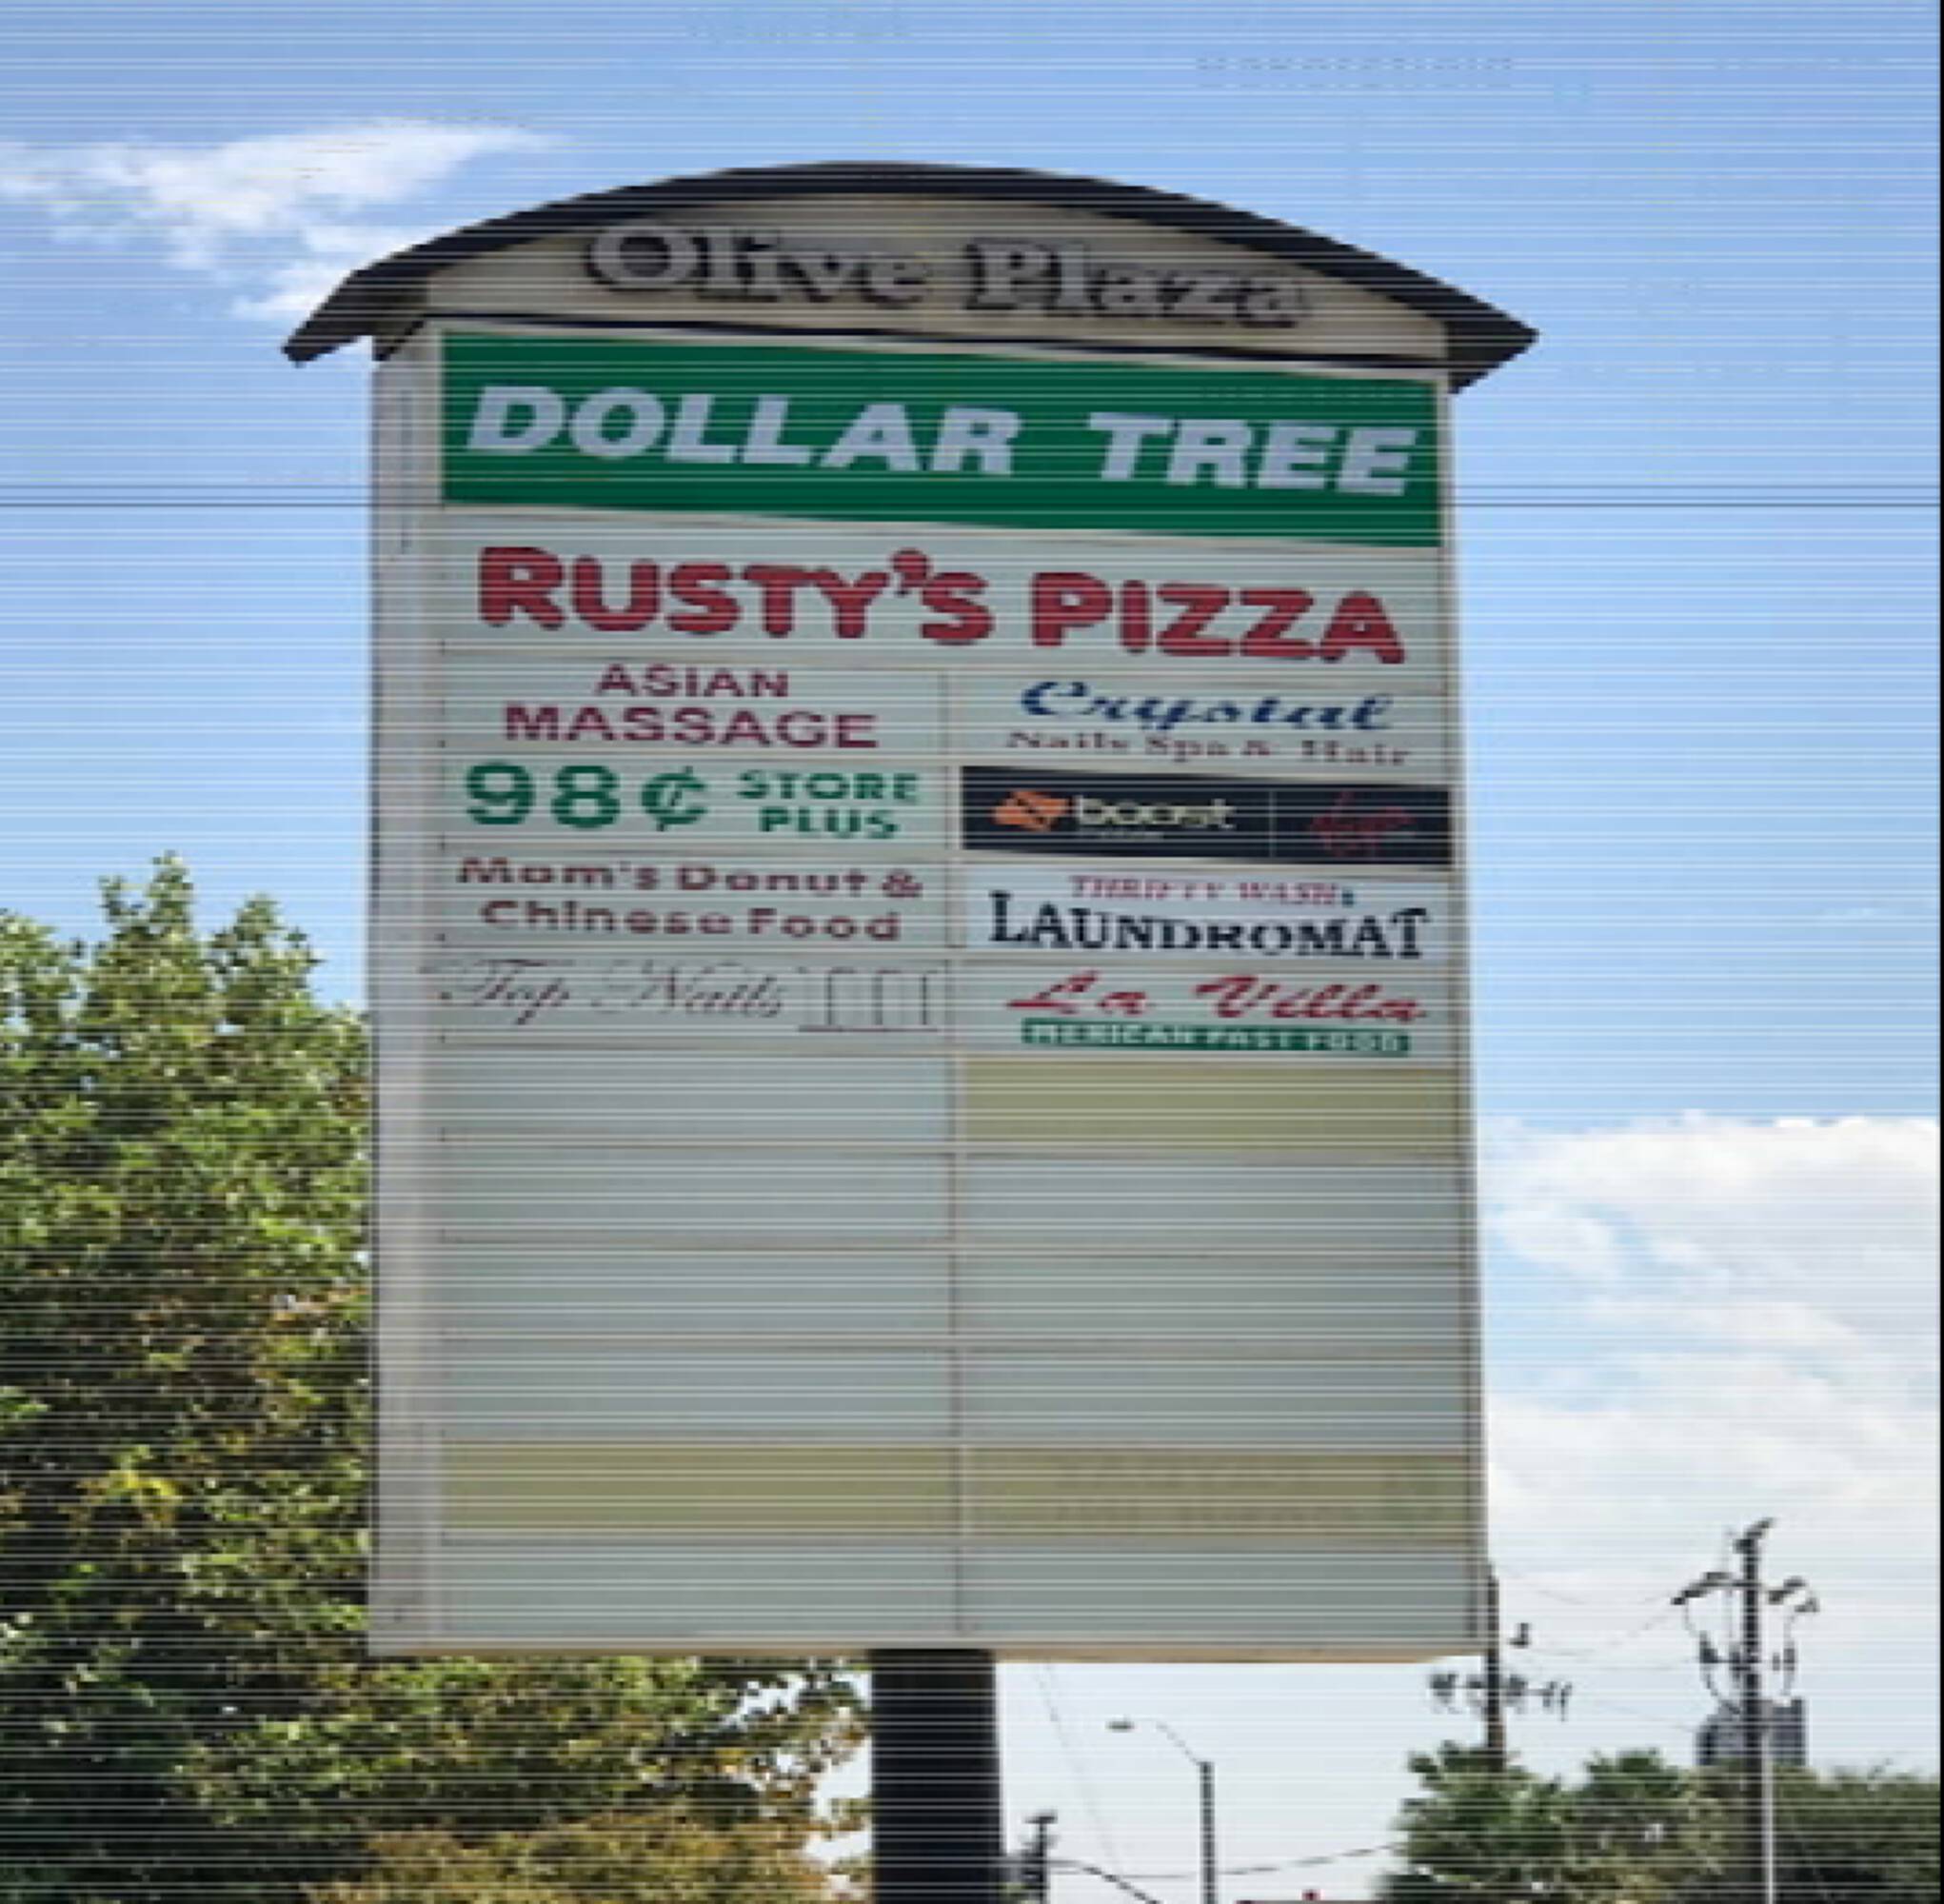 Olive Plaza
DOLLAR TREE
RUSTY'S PIZZA
ASIAN
MASSAGE
Crystal
Nails Spa & Hair
98¢ STORE
PLUS
boost
Mom's Donut &
Chinese Food
THRIFTY WASH
LAUNDROMAT
Top Nails III
La Villa
MEXICAN FAST FOOD